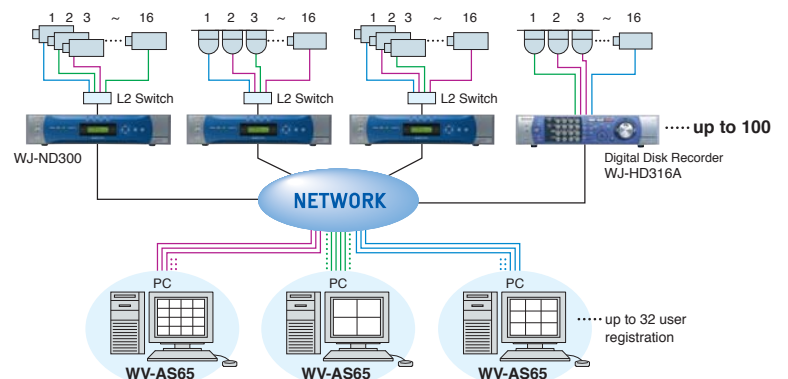 1 2 3 ~ 16
1 2 3 ~ 16
1 2 3 ~ 16
1 2 3 ~ 16
L2 Switch
L2 Switch
L2 Switch
up to 100
WJ-ND300
Digital Disk Recorder
WJ-HD316A
NETWORK
PC
PC
PC
up to 32 user
registration
WV-AS65
WV-AS65
WV-AS65